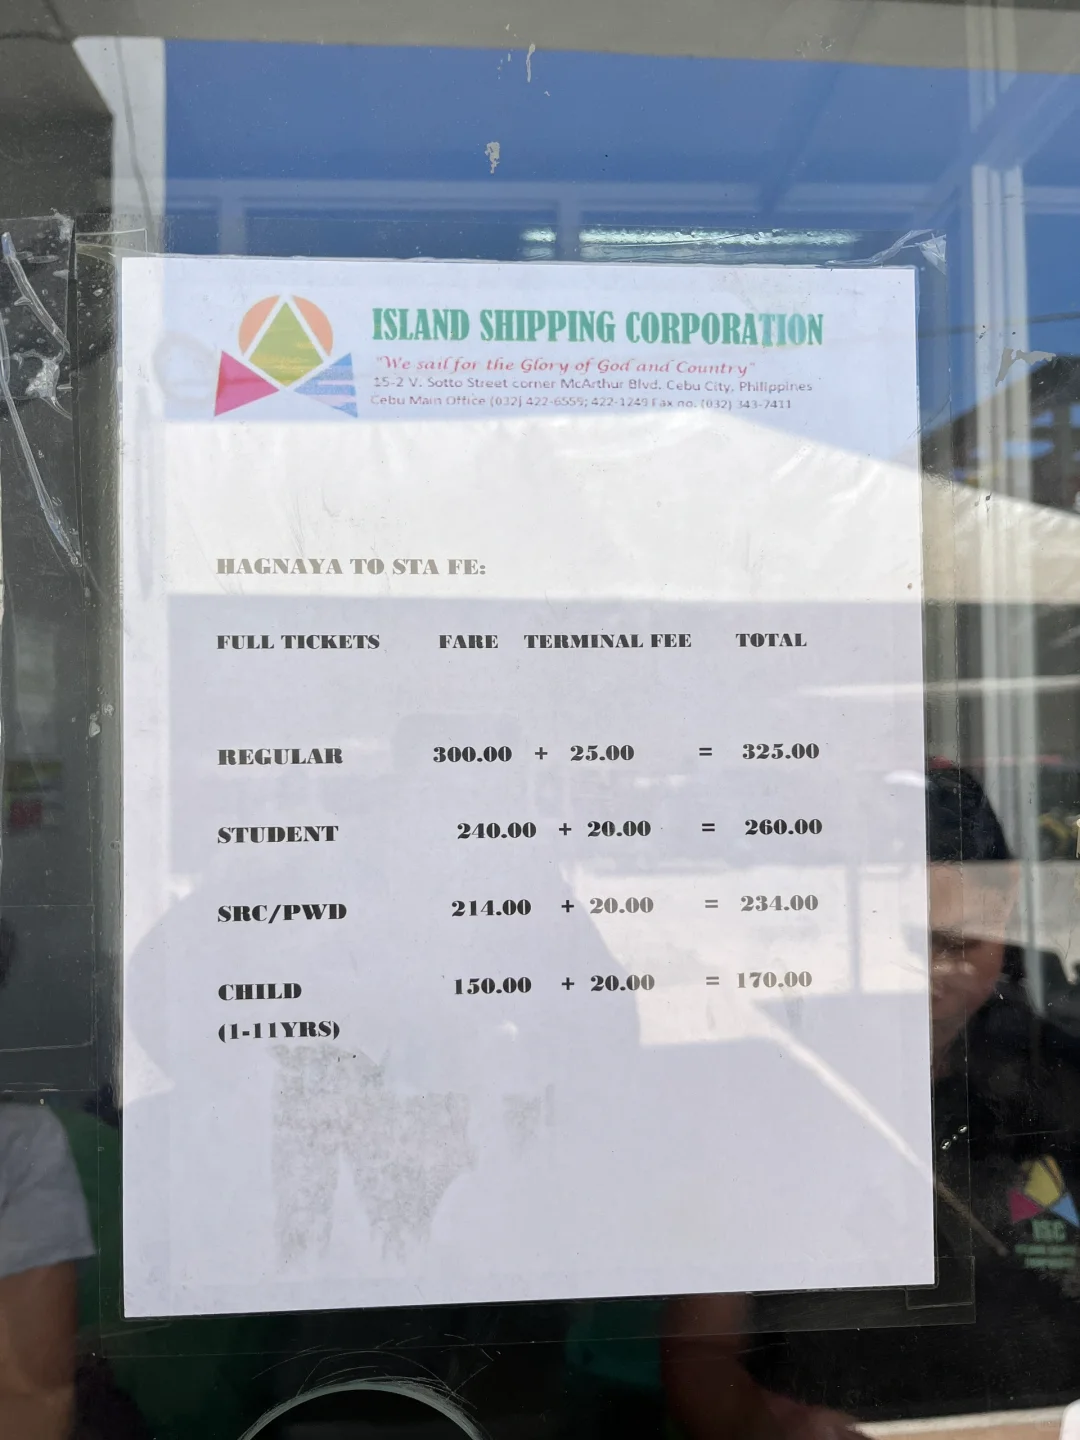 ISLAND SHIPPING CORPORATION
"We sail for the Glory of God and Country"
15-2 V. Sotto Street corner McArthur Blvd. Cebu City, Philippines
Cebu Main Office (032) 422-6559; 422-1249 Fax no. (032) 343-7411
HAGNAYA TO STA FE:
FULL TICKETS FARE TERMINAL FEE TOTAL
REGULAR 300.00 + 25.00 = 325.00
STUDENT 240.00 + 20.00 = 260.00
SRC/PWD 214.00 + 20.00 = 234.00
CHILD 150.00 + 20.00 = 170.00
(1-11YRS)
ISC